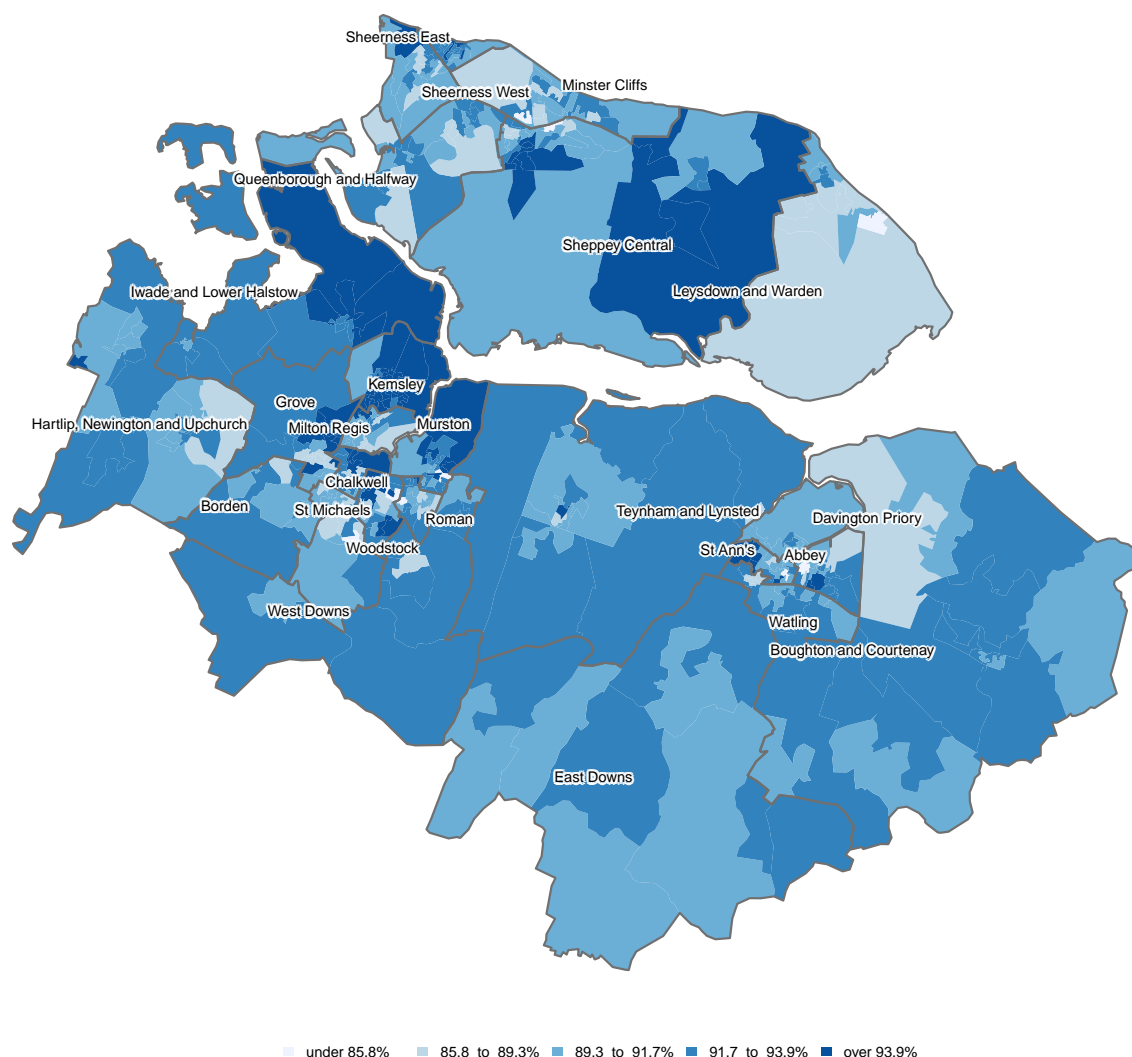 Sheerness East
Minster Cliffs
Sheerness West
Queenborough and Halfway
Sheppey Central
Leysdown and Warden
Iwade and Lower Halstow
Kemsley
Grove
Hartlip, Newington and Upchurch
Milton Regis
Murston
Chalkwell
Borden
St Michaels
Roman
Teynham and Lynsted
Davington Priory
Woodstock
St Ann's
Abbey
West Downs
Watling
Boughton and Courtenay
East Downs
under 85.8% 85.8 to 89.3% 89.3 to 91.7% 91.7 to 93.9% over 93.9%